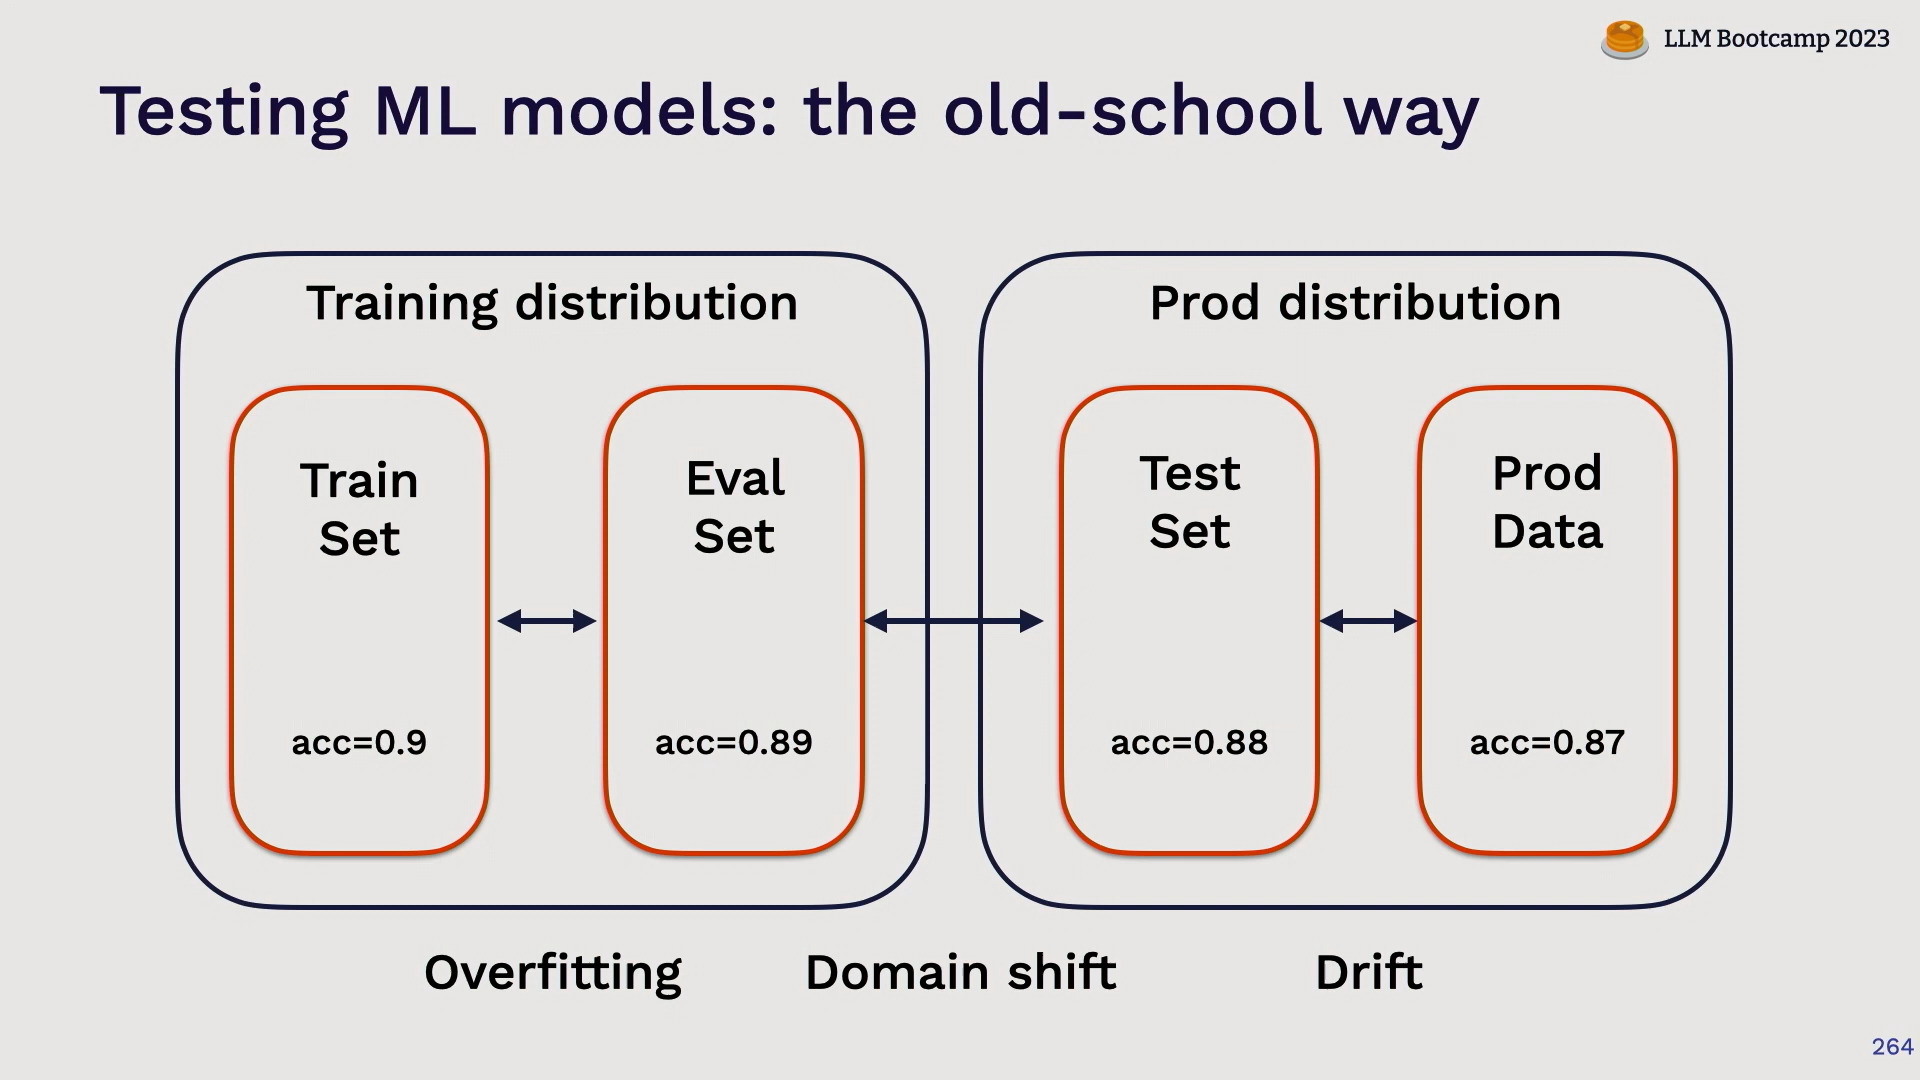 LLM Bootcamp 2023
Testing ML models: the old-school way
Training distribution
Train
Set
acc=0.9
Eval
Set
acc=0.89
Prod distribution
Test
Set
acc=0.88
Prod
Data
acc=0.87
Overfitting
Domain shift
Drift
264